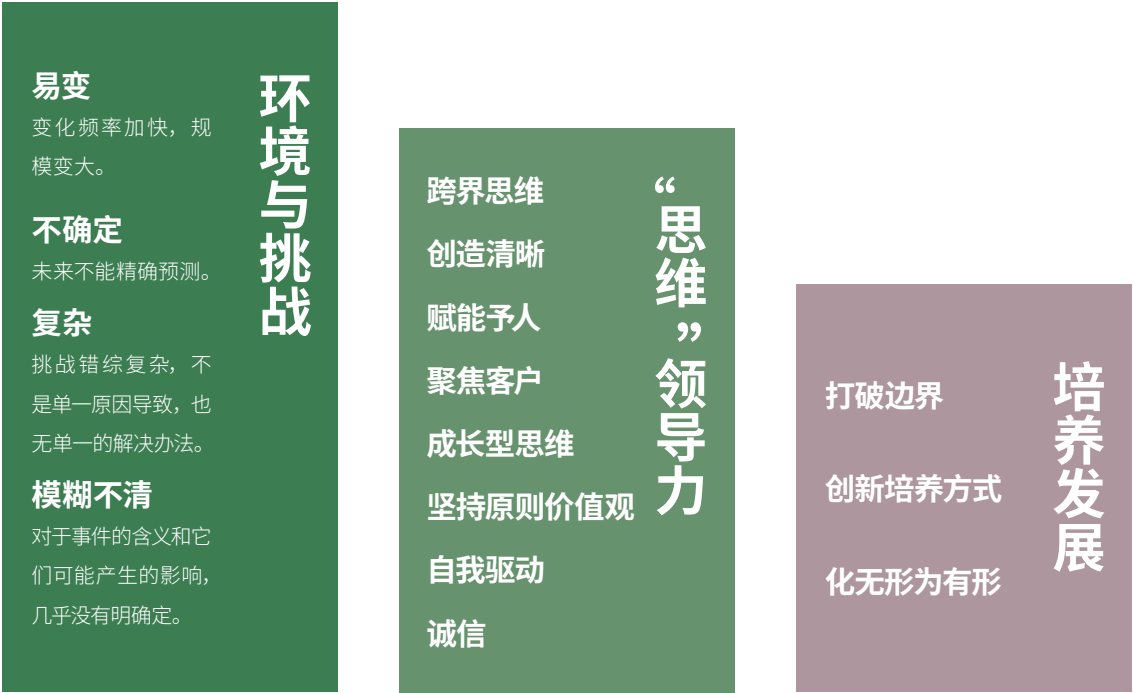 环境与挑战
易变
变化频率加快，规
模变大。
不确定
未来不能精确预测。
复杂
挑战错综复杂，不
是单一原因导致，也
无单一的解决办法。
模糊不清
对于事件的含义和它
们可能产生的影响，
几乎没有明确定。
“思维”领导力
跨界思维
创造清晰
赋能予人
聚焦客户
成长型思维
坚持原则价值观
自我驱动
诚信
培养发展
打破边界
创新培养方式
化无形为有形